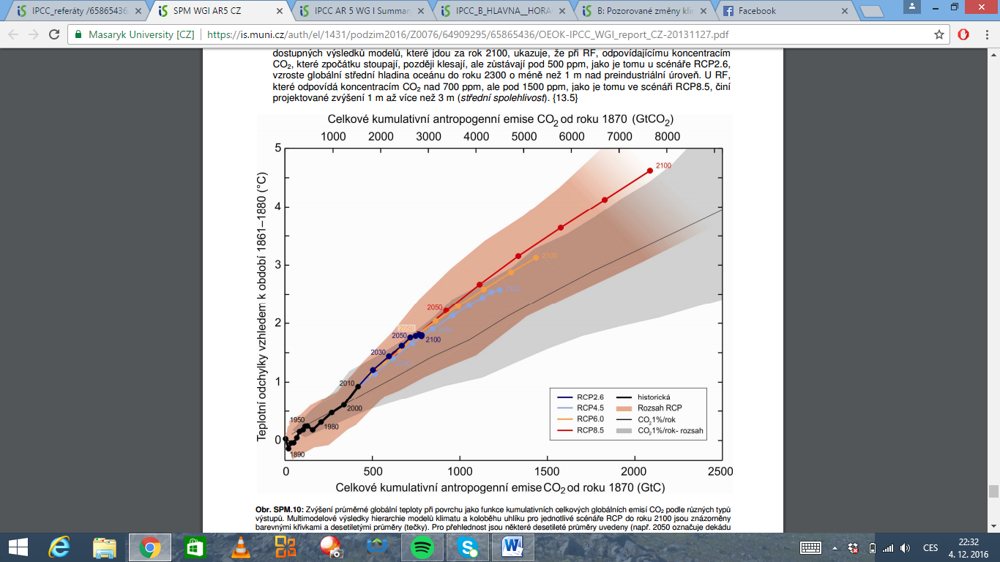 IPCC_referáty /65865436
SPM WGI AR5 CZ
IPCC AR 5 WG I Summar
IPCC_B_HLAVNA__HORA
B: Pozorované změny kli
Facebook
Masaryk University [CZ] https://is.muni.cz/auth/el/1431/podzim2016/Z0076/64909295/65865436/OEOK-IPCC_WGI_report_CZ-20131127.pdf
dostupných výsledků modelů, které jdou za rok 2100, ukazuje, že při RF, odpovídajícímu koncentracím
CO₂, které zpočátku stoupají, později klesají, ale zůstávají pod 500 ppm, jako je tomu u scénáře RCP2.6,
vzroste globální střední hladina oceánu do roku 2300 o méně než 1 m nad preindustriální úroveň. U RF,
které odpovídá koncentracím CO₂ nad 700 ppm, ale pod 1500 ppm, jako je tomu ve scénáři RCP8.5, činí
projektované zvýšení 1 m až více než 3 m (střední spolehlivost). {13.5}
Celkové kumulativní antropogenní emise CO₂ od roku 1870 (GtCO₂)
1000 2000 3000 4000 5000 6000 7000 8000
Teplotní odchylky vzhledem k období 1861–1880 (°C)
5
4
3
2
1
0
2100
2100
2100
2050
2050
2050
2100
2030
2010
2000
1950
1980
1890
RCP2.6 historická
RCP4.5 Rozsah RCP
RCP6.0 CO₂1%/rok
RCP8.5 CO₂1%/rok- rozsah
0 500 1000 1500 2000 2500
Celkové kumulativní antropogenní emise CO₂ od roku 1870 (GtC)
Obr. SPM.10: Zvýšení průměrné globální teploty při povrchu jako funkce kumulativních celkových globálních emisí CO₂ podle různých typů
výstupů. Multimodelové výsledky hierarchie modelů klimatu a koloběhu uhlíku pro jednotlivé scénáře RCP do roku 2100 jsou znázorněny
barevnými křivkami a desetiletými průměry (tečky). Pro přehlednost jsou některé desetileté průměry uvedeny (např. 2050 označuje dekádu
CES
22:32
4. 12. 2016